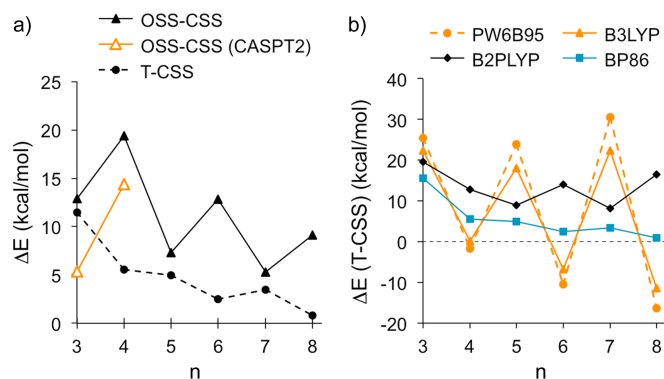 a)
OSS-CSS
OSS-CSS (CASPT2)
T-CSS
ΔE (kcal/mol)
25
20
15
10
5
0
3 4 5 6 7 8
n
b)
PW6B95 B3LYP
B2PLYP BP86
ΔE (T-CSS) (kcal/mol)
40
30
20
10
0
-10
-20
3 4 5 6 7 8
n